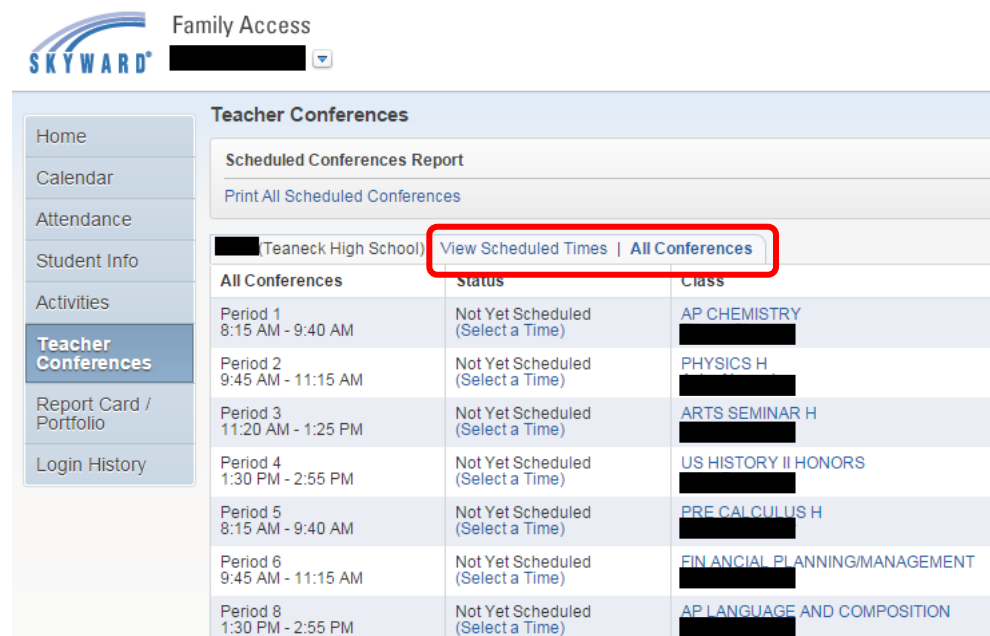 Family Access
SKYWARD®
Home
Calendar
Attendance
Student Info
Activities
Teacher
Conferences
Report Card /
Portfolio
Login History
Teacher Conferences
Scheduled Conferences Report
Print All Scheduled Conferences
(Teaneck High School) View Scheduled Times | All Conferences
All Conferences Status Class
Period 1 Not Yet Scheduled AP CHEMISTRY
8:15 AM - 9:40 AM (Select a Time)
Period 2 Not Yet Scheduled PHYSICS H
9:45 AM - 11:15 AM (Select a Time)
Period 3 Not Yet Scheduled ARTS SEMINAR H
11:20 AM - 1:25 PM (Select a Time)
Period 4 Not Yet Scheduled US HISTORY II HONORS
1:30 PM - 2:55 PM (Select a Time)
Period 5 Not Yet Scheduled PRE CALCULUS H
8:15 AM - 9:40 AM (Select a Time)
Period 6 Not Yet Scheduled FIN ANCIAL PLANNING/MANAGEMENT
9:45 AM - 11:15 AM (Select a Time)
Period 8 Not Yet Scheduled AP LANGUAGE AND COMPOSITION
1:30 PM - 2:55 PM (Select a Time)